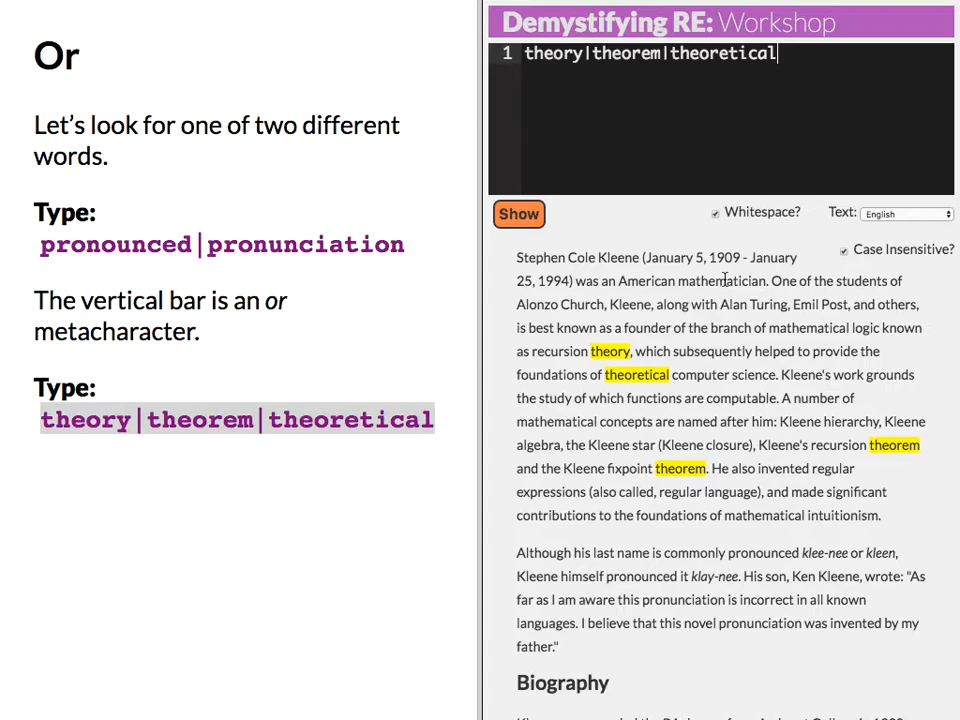 Or
Let's look for one of two different
words.
Type:
pronounced|pronunciation
The vertical bar is an or
metacharacter.
Type:
theory|theorem|theoretical
Demystifying RE: Workshop
1 theory|theorem|theoretical
Show
Whitespace?
Text: English
Case Insensitive?
Stephen Cole Kleene (January 5, 1909 - January
25, 1994) was an American mathematician. One of the students of
Alonzo Church, Kleene, along with Alan Turing, Emil Post, and others,
is best known as a founder of the branch of mathematical logic known
as recursion theory, which subsequently helped to provide the
foundations of theoretical computer science. Kleene's work grounds
the study of which functions are computable. A number of
mathematical concepts are named after him: Kleene hierarchy, Kleene
algebra, the Kleene star (Kleene closure), Kleene's recursion theorem
and the Kleene fixpoint theorem. He also invented regular
expressions (also called, regular language), and made significant
contributions to the foundations of mathematical intuitionism.
Although his last name is commonly pronounced klee-nee or kleen,
Kleene himself pronounced it klay-nee. His son, Ken Kleene, wrote: "As
far as I am aware this pronunciation is incorrect in all known
languages. I believe that this novel pronunciation was invented by my
father."
Biography